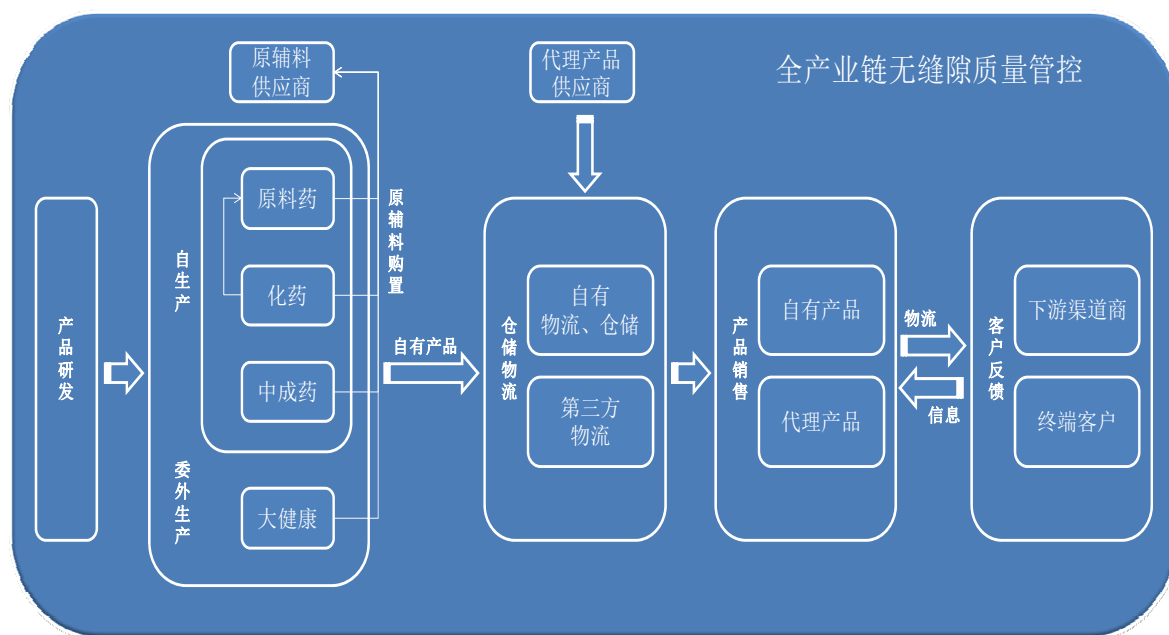 原辅料
供应商
代理产品
供应商
全产业链无缝隙质量管控
产品研发
自生产
委外生产
原料药
化药
中成药
大健康
原辅料购置
自有产品
仓储物流
自有
物流、仓储
第三方
物流
产品销售
自有产品
代理产品
物流
信息
客户反馈
下游渠道商
终端客户